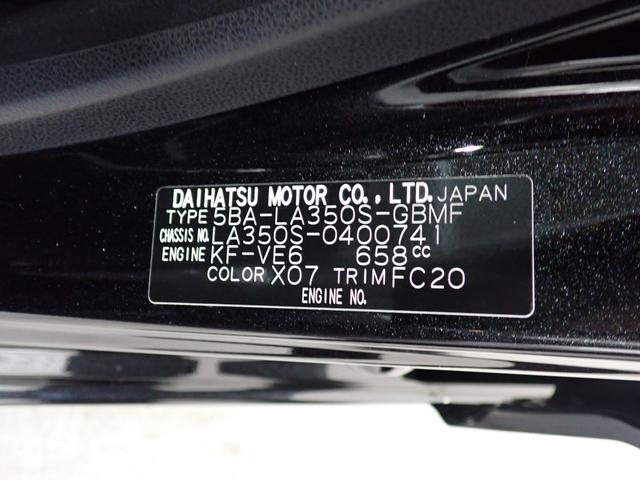 DAIHATSU MOTOR CO., LTD. JAPAN
TYPE 5BA-LA350S-GBMF
CHASSIS NO. LA350S-0400741
ENGINE KF-VE6 658cc
COLOR X07 TRIM FC20
ENGINE NO.